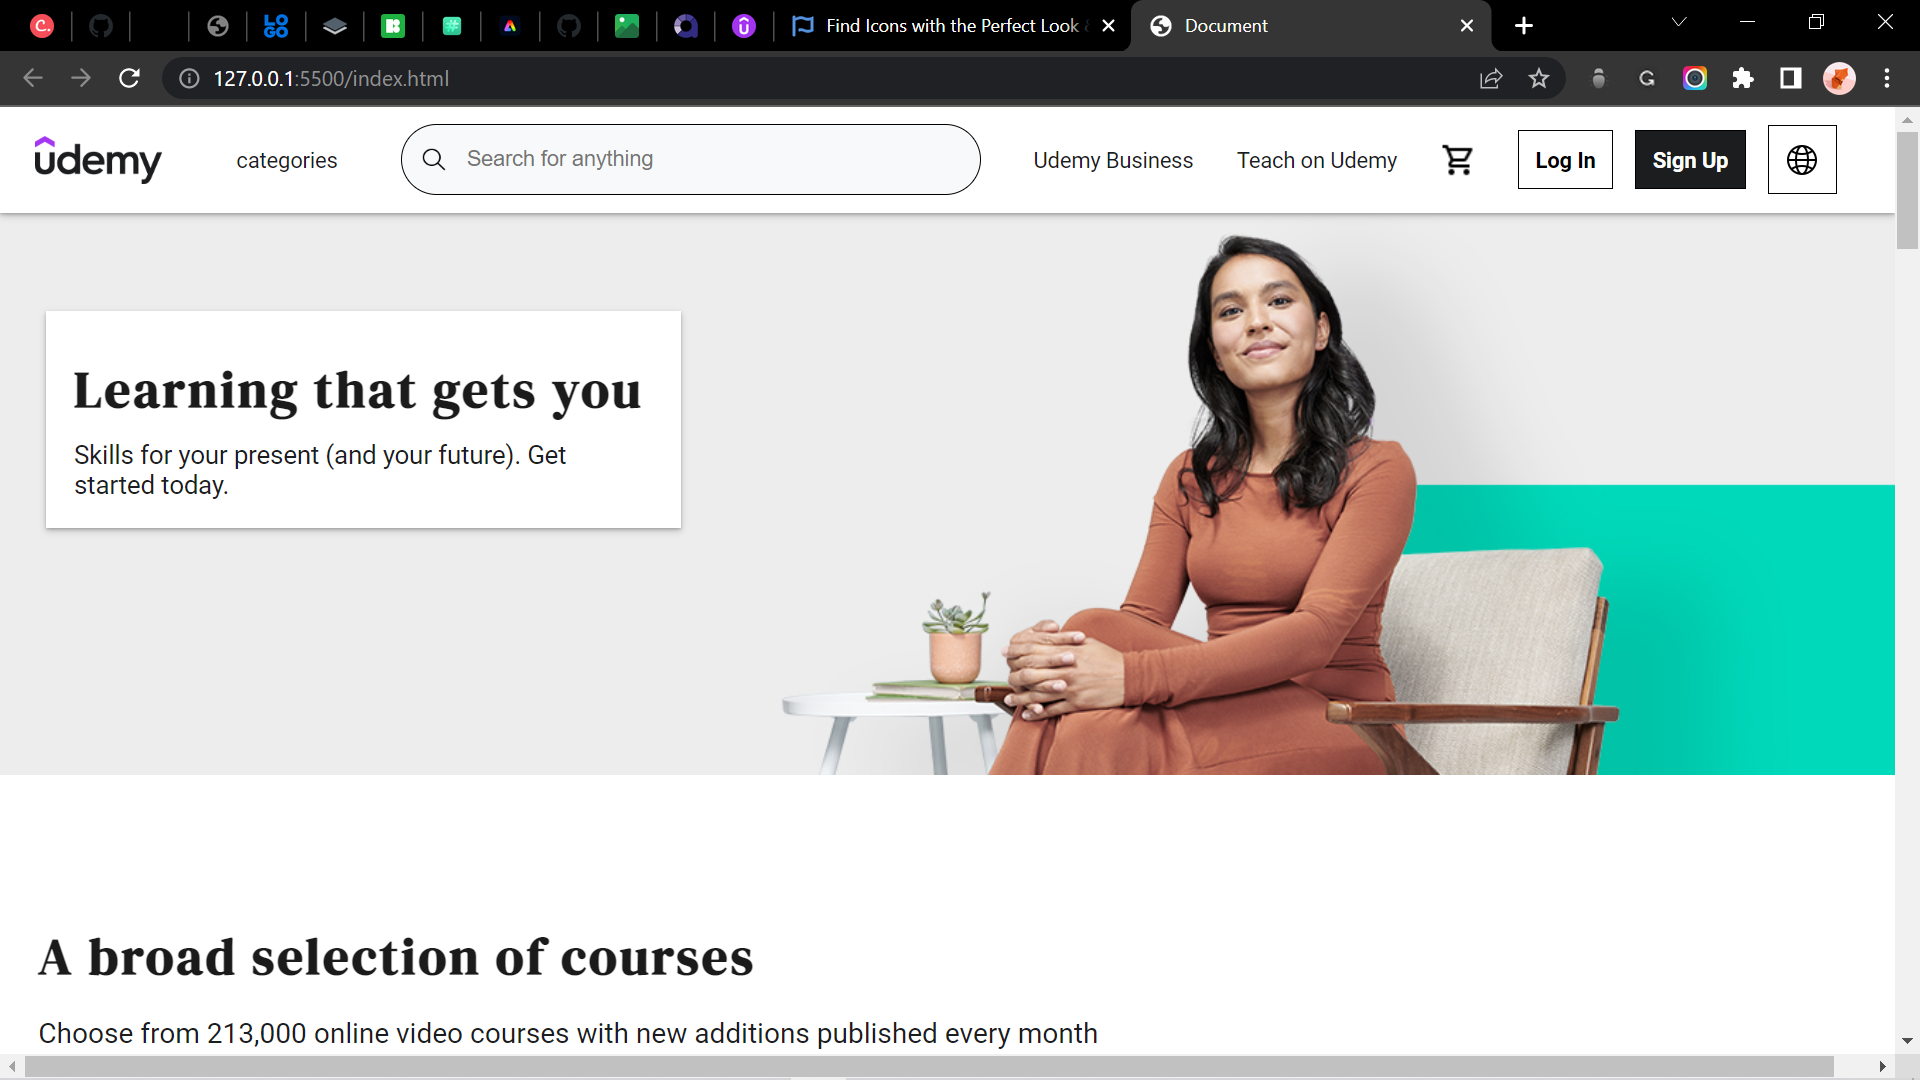 C.
LO
GO
Find Icons with the Perfect Look
Document
127.0.0.1:5500/index.html
G
udemy
categories
Search for anything
Udemy Business
Teach on Udemy
Log In
Sign Up
Learning that gets you
Skills for your present (and your future). Get
started today.
A broad selection of courses
Choose from 213,000 online video courses with new additions published every month